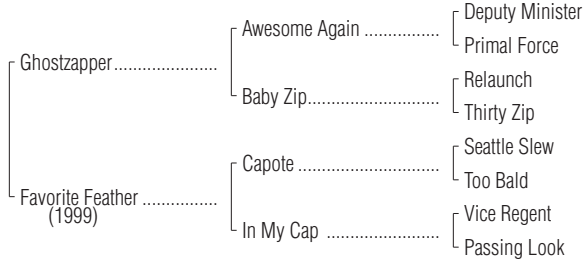 Deputy Minister
Awesome Again ..................
Primal Force
Ghostzapper.....................
Relaunch
Baby Zip...........................
Thirty Zip
Seattle Slew
Capote .............................
Too Bald
Favorite Feather ...............
(1999)
Vice Regent
In My Cap .......................
Passing Look